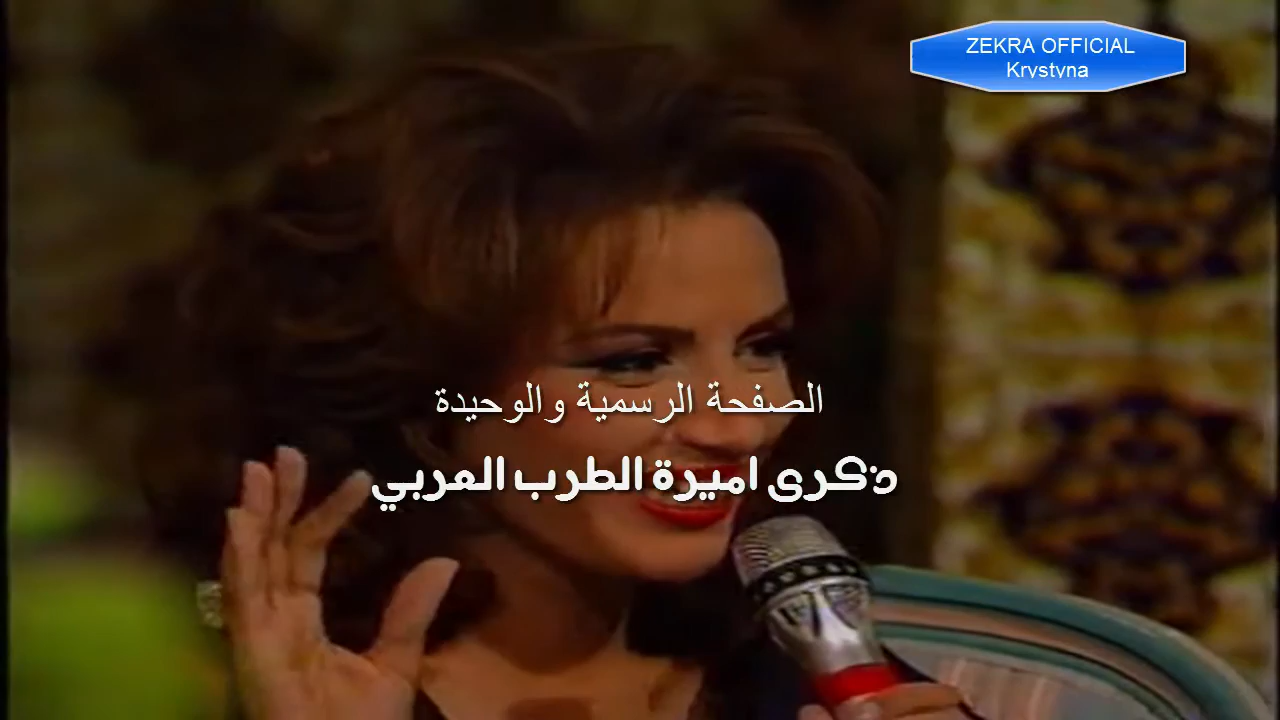 ZEKRA OFFICIAL
Krystyna
الصفحة الرسمية والوحيدة
ذكرى اميرة الطرب العربي